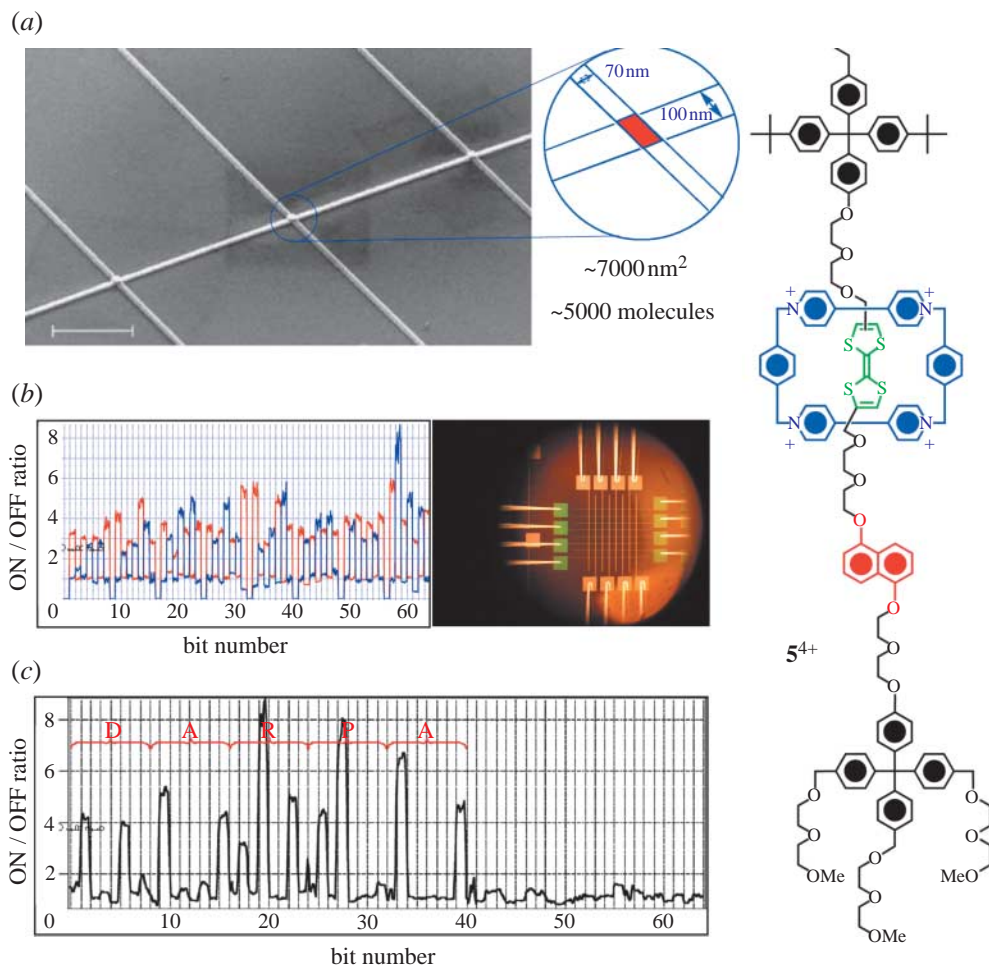 (a)
70 nm
100 nm
~7000 nm²
~5000 molecules
(b)
ON / OFF ratio
8
6
4
2
0 10 20 30 40 50 60
bit number
(c)
ON / OFF ratio
8
6
4
2
D A R P A
0 10 20 30 40 50 60
bit number
O
O
O
+ +
N N
S S
S S
N N
+ +
O
O
O
O
5⁴⁺
O
O
O
O
O O
O O
O
OMe MeO
O
OMe